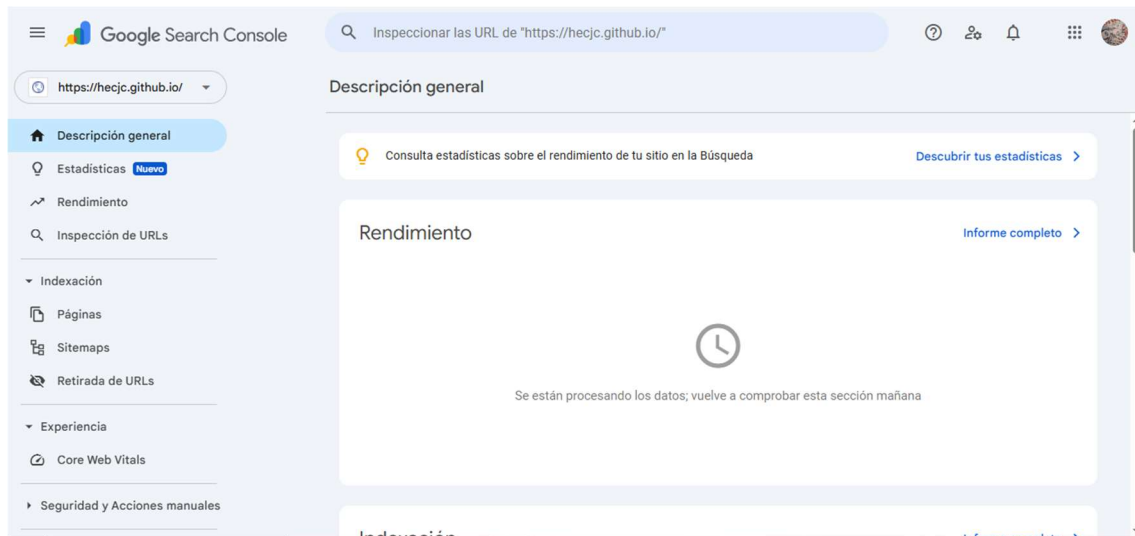 Google Search Console
Inspeccionar las URL de "https://hecjc.github.io/"
https://hecjc.github.io/
Descripción general
Estadísticas Nuevo
Rendimiento
Inspección de URLs
Indexación
Páginas
Sitemaps
Retirada de URLs
Experiencia
Core Web Vitals
Seguridad y Acciones manuales
Descripción general
Consulta estadísticas sobre el rendimiento de tu sitio en la Búsqueda
Descubrir tus estadísticas
Rendimiento
Informe completo
Se están procesando los datos; vuelve a comprobar esta sección mañana
Indexación